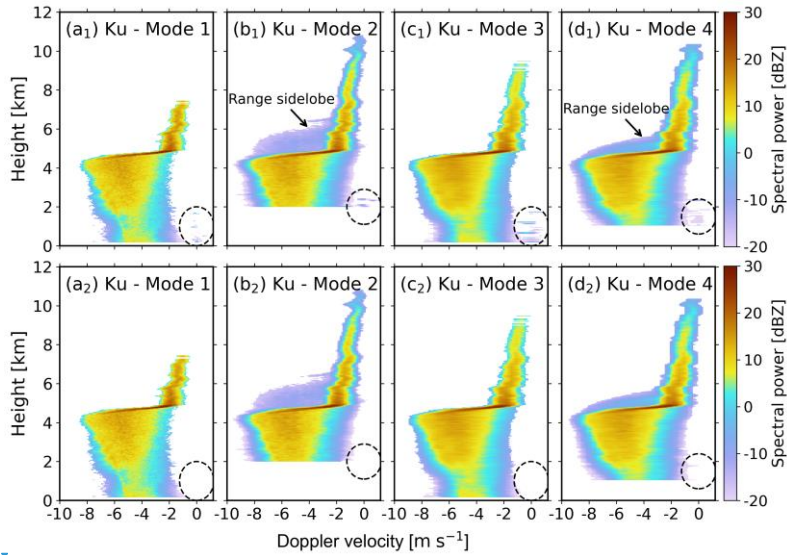 (a1) Ku - Mode 1
(b1) Ku - Mode 2
(c1) Ku - Mode 3
(d1) Ku - Mode 4
Range sidelobe
Range sidelobe
Height [km]
12
10
8
6
4
2
0
Spectral power [dBZ]
30
20
10
0
-10
-20
(a2) Ku - Mode 1
(b2) Ku - Mode 2
(c2) Ku - Mode 3
(d2) Ku - Mode 4
Height [km]
12
10
8
6
4
2
0
Spectral power [dBZ]
30
20
10
0
-10
-20
-10 -8 -6 -4 -2 0 -10 -8 -6 -4 -2 0 -10 -8 -6 -4 -2 0 -10 -8 -6 -4 -2 0
Doppler velocity [m s⁻¹]